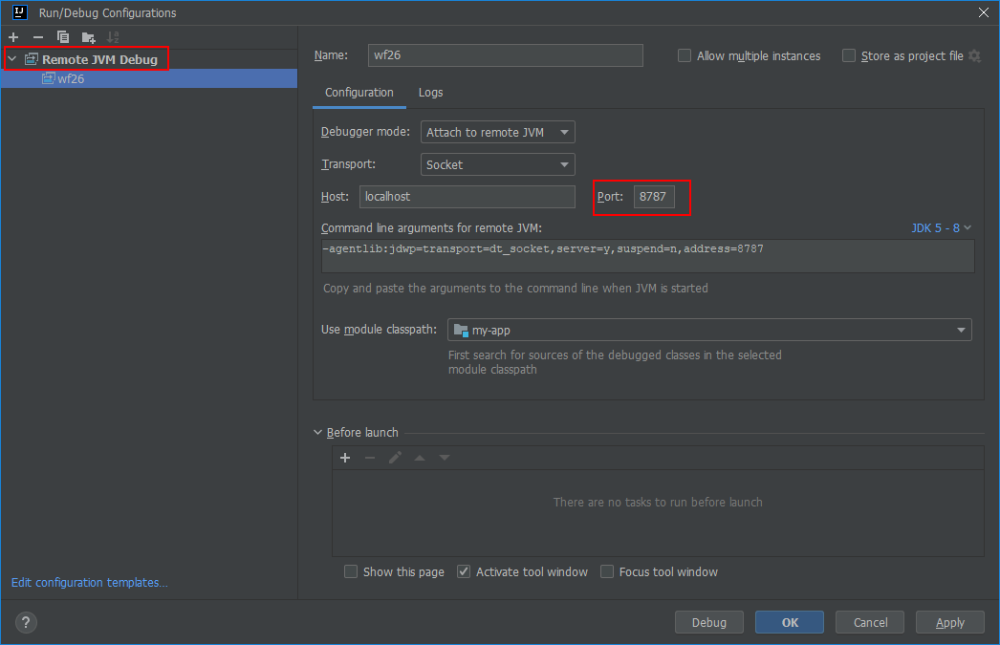 IJ
Run/Debug Configurations
Remote JVM Debug
wf26
Edit configuration templates...
Name: wf26
Allow multiple instances
Store as project file
Configuration Logs
Debugger mode: Attach to remote JVM
Transport: Socket
Host: localhost Port: 8787
Command line arguments for remote JVM: JDK 5 - 8
-agentlib:jdwp=transport=dt_socket,server=y,suspend=n,address=8787
Copy and paste the arguments to the command line when JVM is started
Use module classpath: my-app
First search for sources of the debugged classes in the selected
module classpath
Before launch
There are no tasks to run before launch
Show this page Activate tool window Focus tool window
? Debug OK Cancel Apply